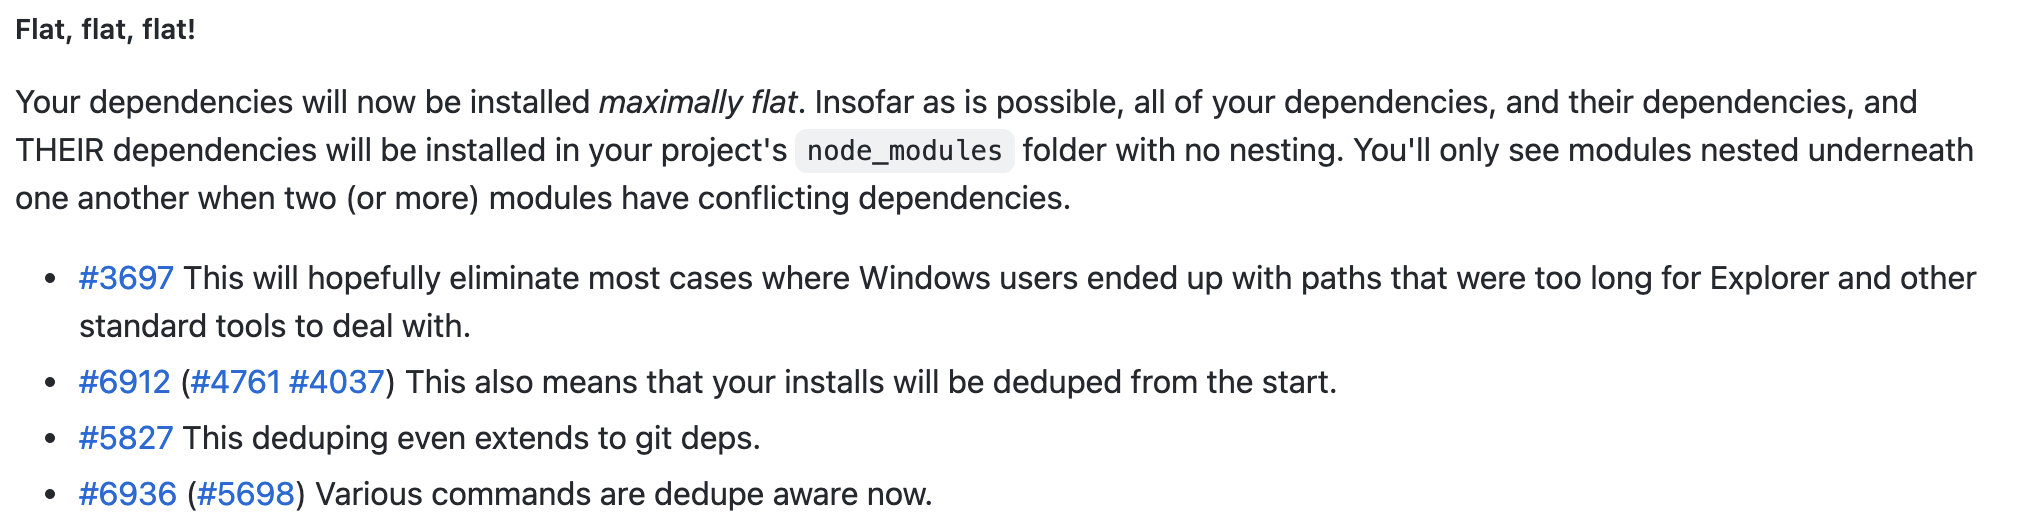 Flat, flat, flat!
Your dependencies will now be installed maximally flat. Insofar as is possible, all of your dependencies, and their dependencies, and
THEIR dependencies will be installed in your project's node_modules folder with no nesting. You'll only see modules nested underneath
one another when two (or more) modules have conflicting dependencies.
• #3697 This will hopefully eliminate most cases where Windows users ended up with paths that were too long for Explorer and other
standard tools to deal with.
• #6912 (#4761 #4037) This also means that your installs will be deduped from the start.
• #5827 This deduping even extends to git deps.
• #6936 (#5698) Various commands are dedupe aware now.